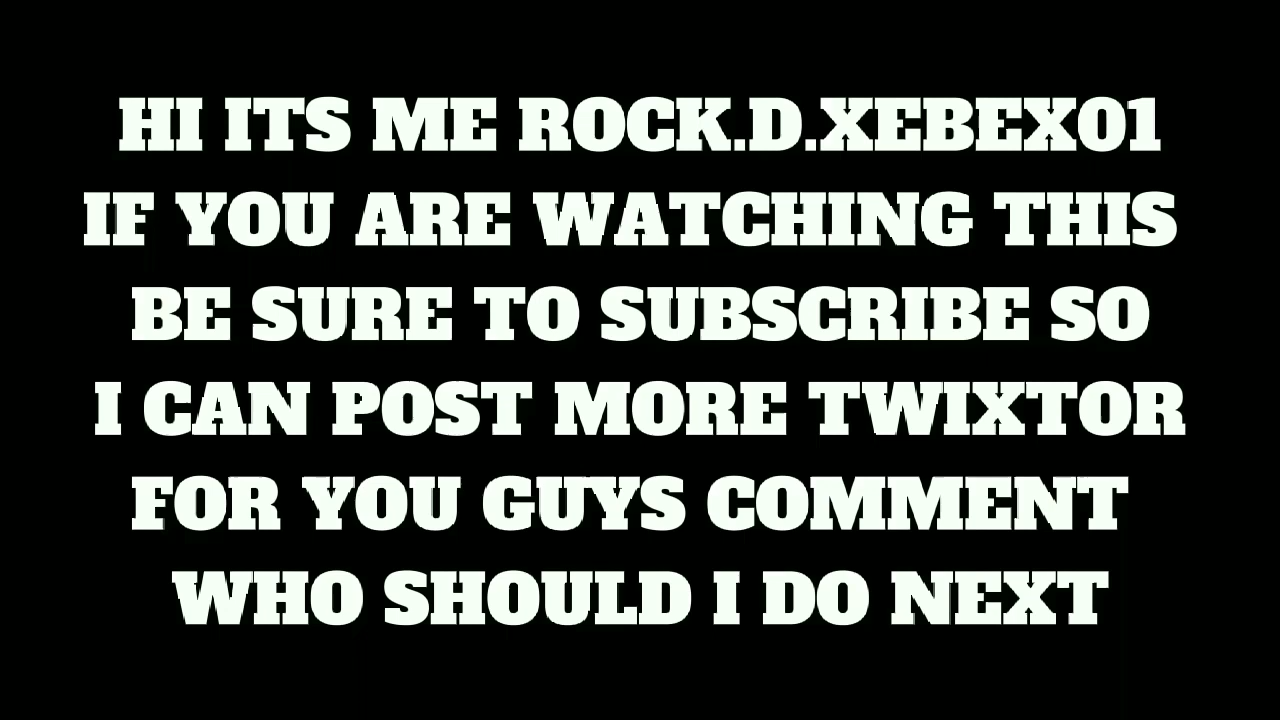 HI ITS ME ROCK.D.XEBEX01
IF YOU ARE WATCHING THIS
BE SURE TO SUBSCRIBE SO
I CAN POST MORE TWIXTOR
FOR YOU GUYS COMMENT
WHO SHOULD I DO NEXT